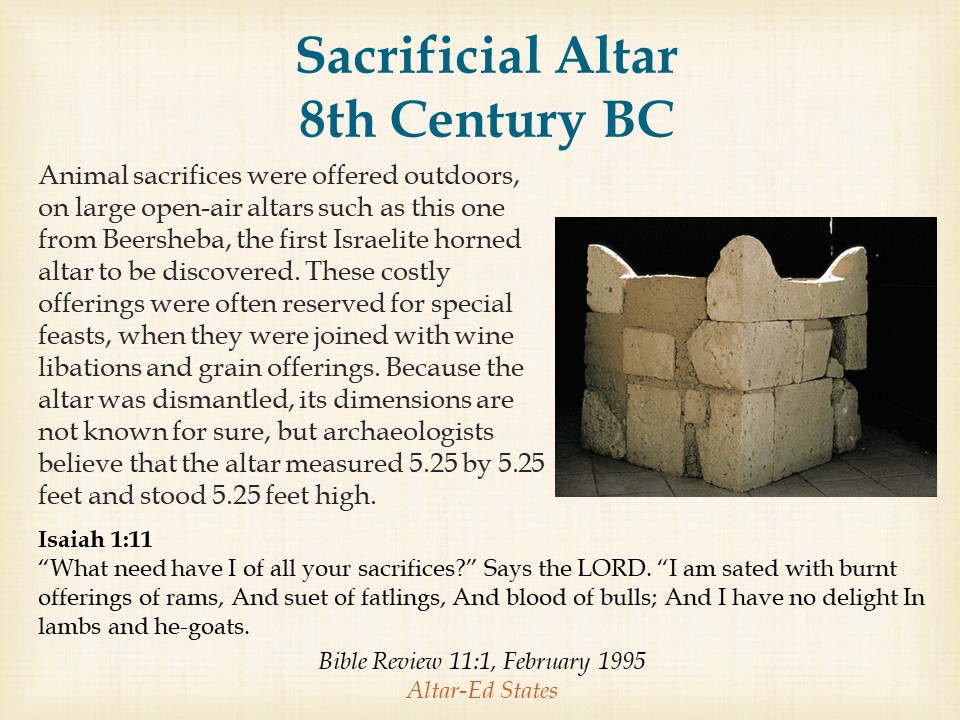 Sacrificial Altar
8th Century BC
Animal sacrifices were offered outdoors,
on large open-air altars such as this one
from Beersheba, the first Israelite horned
altar to be discovered. These costly
offerings were often reserved for special
feasts, when they were joined with wine
libations and grain offerings. Because the
altar was dismantled, its dimensions are
not known for sure, but archaeologists
believe that the altar measured 5.25 by 5.25
feet and stood 5.25 feet high.
Isaiah 1:11
“What need have I of all your sacrifices?” Says the LORD. “I am sated with burnt
offerings of rams, And suet of fatlings, And blood of bulls; And I have no delight In
lambs and he-goats.
Bible Review 11:1, February 1995
Altar-Ed States